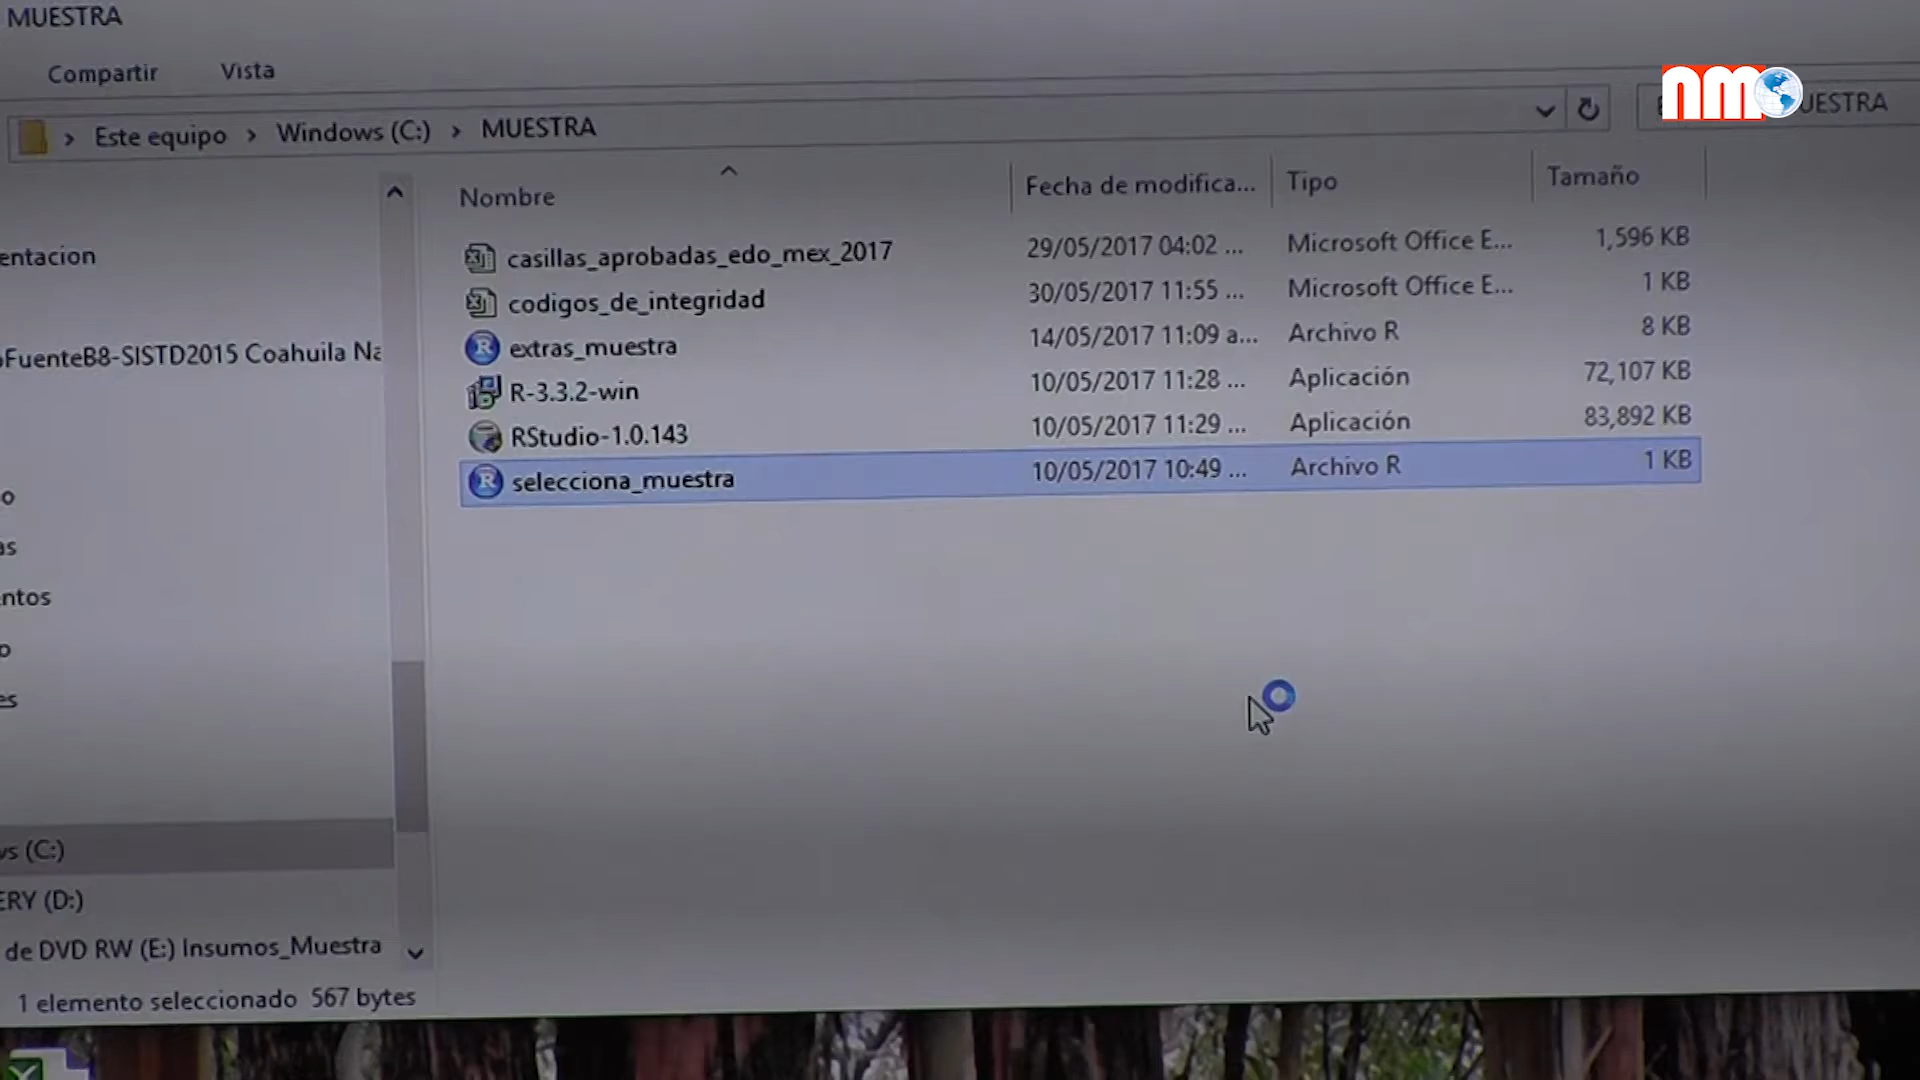 MUESTRA
Compartir Vista
Este equipo > Windows (C:) > MUESTRA
nm
UESTRA
Nombre Fecha de modifica... Tipo Tamaño
casillas_aprobadas_edo_mex_2017 29/05/2017 04:02 ... Microsoft Office E... 1,596 KB
codigos_de_integridad 30/05/2017 11:55 ... Microsoft Office E... 1 KB
extras_muestra 14/05/2017 11:09 a... Archivo R 8 KB
R-3.3.2-win 10/05/2017 11:28 ... Aplicación 72,107 KB
RStudio-1.0.143 10/05/2017 11:29 ... Aplicación 83,892 KB
selecciona_muestra 10/05/2017 10:49 ... Archivo R 1 KB
entacion
FuenteB8-SISTD2015 Coahuila Na
o
as
entos
o
es
ws (C:)
ERY (D:)
de DVD RW (E:) Insumos_Muestra
1 elemento seleccionado 567 bytes